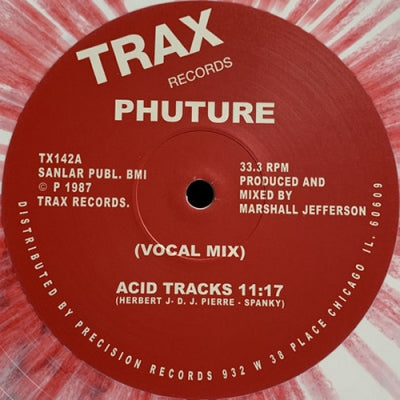 TRAX
RECORDS
PHUTURE
TX142A
SANLAR PUBL. BMI
© P 1987
TRAX RECORDS.
33.3 RPM
PRODUCED AND
MIXED BY
MARSHALL JEFFERSON
(VOCAL MIX)
ACID TRACKS 11:17
(HERBERT J- D. J. PIERRE - SPANKY)
DISTRIBUTED BY PRECISION RECORDS 932 W 38 PLACE CHICAGO IL. 60609